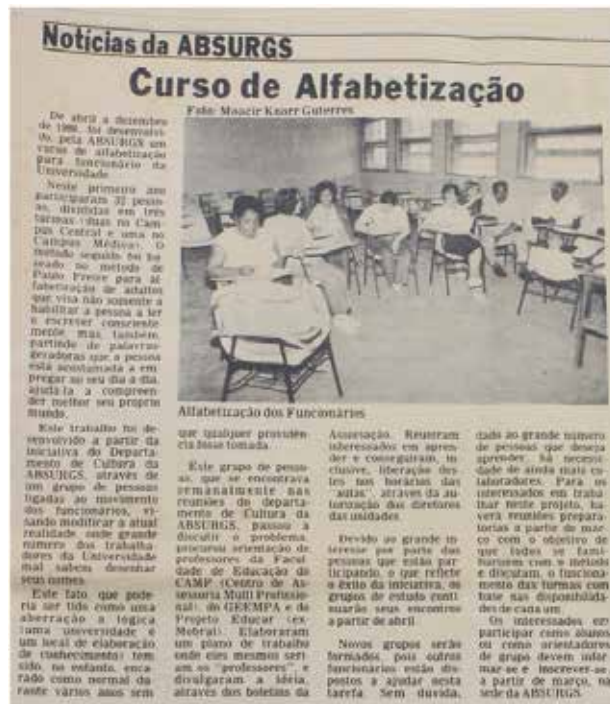 Notícias da ABSURGS
Curso de Alfabetização
Foto: Moacir Knorr Guterres
De abril a dezembro
de 1986, foi desenvolvi-
do, pela ABSURGS um
curso de alfabetização
para funcionário da
Universidade.
Neste primeiro ano
participaram 32 pesso-
as, divididas em três
turmas (duas no Cam-
pus Central e uma no
Campus Médico). O
método seguido foi ba-
seado no método de
Paulo Freire para al-
fabetização de adultos
que visa não somente a
habilitar a pessoa a ler
e escrever consciente-
mente mas também,
partindo de palavras-
geradoras que a pessoa
está acostumada a em-
pregar no seu dia a dia,
ajudá-la a compreen-
der melhor seu próprio
mundo.
Este trabalho foi de-
senvolvido a partir da
iniciativa do Departa-
mento de Cultura da
ABSURGS, através de
um grupo de pessoas
ligadas ao movimento
dos funcionários, vi-
sando modificar a atual
realidade onde grande
número dos trabalha-
dores da Universidade
mal sabem desenhar
seus nomes.
Este fato que pode-
ria ser tido como uma
aberração a lógica
(uma universidade é
um local de elaboração
de conhecimento) tem
sido, no entanto, enca-
rado como normal du-
rante vários anos sem
Alfabetização dos Funcionários
que qualquer providên-
cia fosse tomada.
Este grupo de pesso-
as, que se encontrava
semanalmente nas
reuniões do departa-
mento de Cultura da
ABSURGS, passou a
discutir o problema,
procurou orientação de
professores da Facul-
dade de Educação do
CAMP (Centro de As-
sessoria Multi Profissio-
nal), do GEEMPA e do
Projeto Educar (ex-
Mobral). Elaboraram
um plano de trabalho
onde eles mesmos seri-
am os "professores", e
divulgaram a idéia,
através dos boletins da
Associação. Reuniram
interessados em apren-
der e conseguiram, in-
clusive, liberação des-
tes nos horários das
"aulas", através da au-
torização dos diretores
das unidades.
Devido ao grande in-
teresse por parte das
pessoas que estão par-
ticipando, o que reflete
o êxito da iniciativa, os
grupos de estudo conti-
nuarão seus encontros
a partir de abril.
Novos grupos serão
formados, pois outros
funcionários estão dis-
postos a ajudar nesta
tarefa. Sem dúvida,
dado ao grande número
de pessoas que deseja
aprender, há necessi-
dade de ainda mais co-
laboradores. Para os
interessados em traba-
lhar neste projeto, ha-
verá reuniões prepara-
tórias a partir de mar-
ço com o objetivo de
que todos se fami-
liarizem com o método
e discutam, o funciona-
mento das turmas com
base nas disponibilida-
des de cada um.
Os interessados em
participar como alunos
ou como orientadores
de grupo devem infor-
mar-se e inscrever-se
a partir de março, na
sede da ABSURGS.